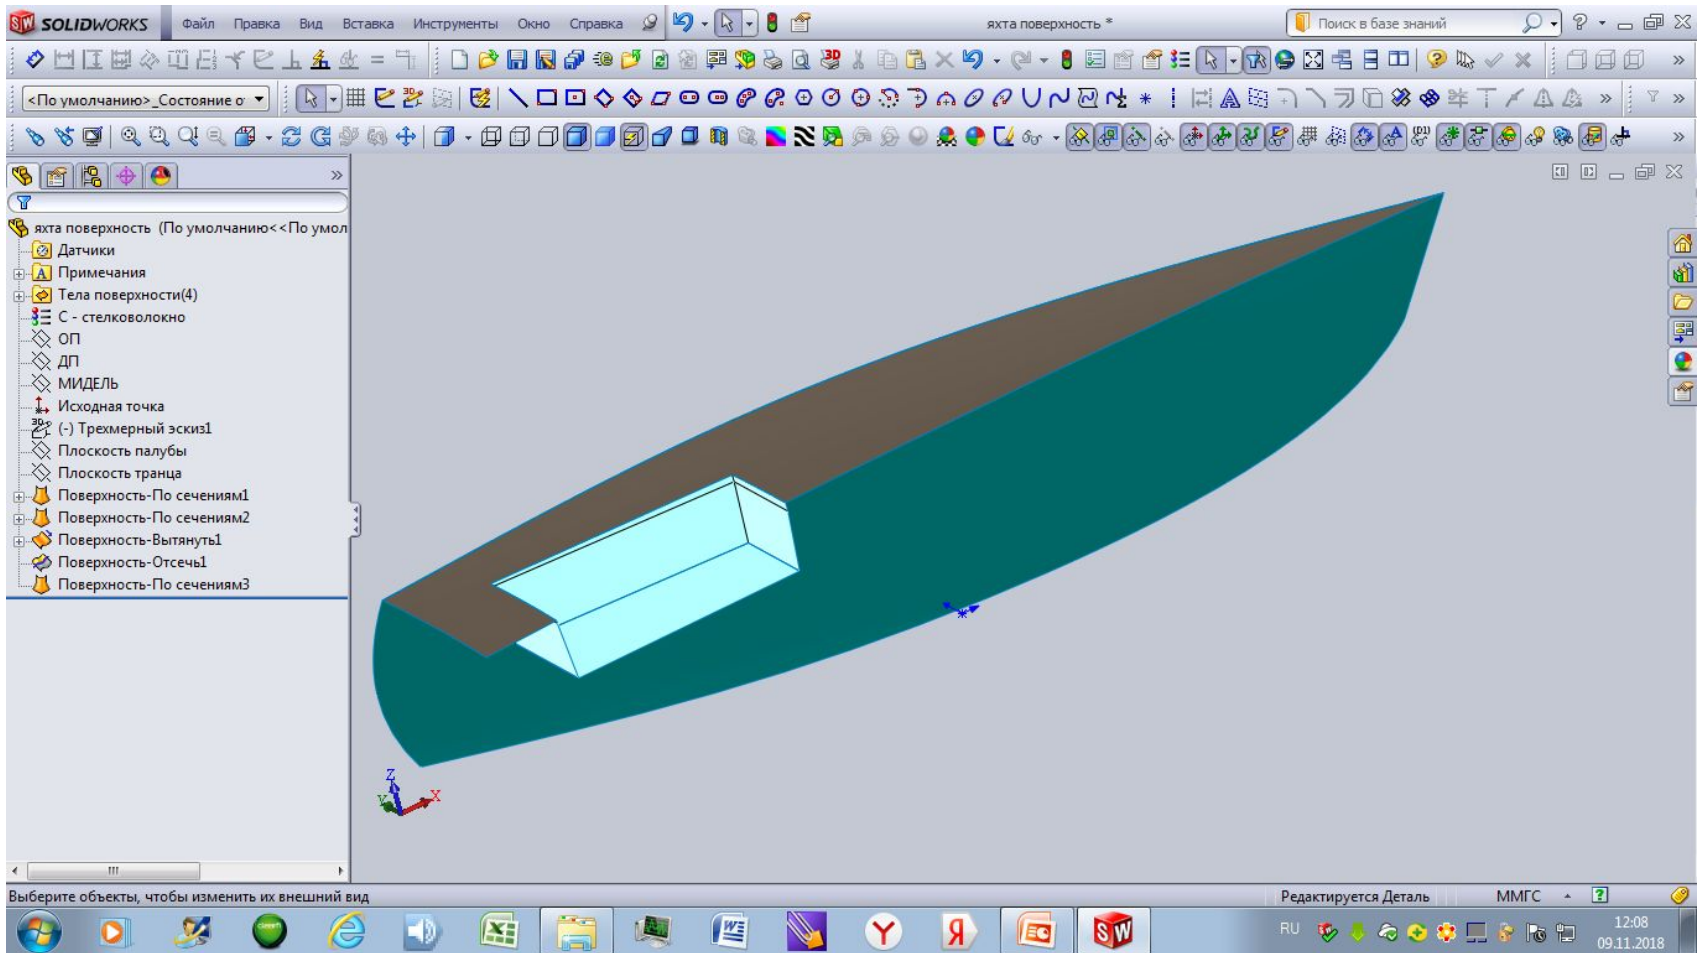 SOLIDWORKS Файл Правка Вид Вставка Инструменты Окно Справка яхта поверхность * Поиск в базе знаний
<По умолчанию>_Состояние о
яхта поверхность (По умолчанию<<По умол
Датчики
Примечания
Тела поверхности(4)
С - стелковолокно
ОП
ДП
МИДЕЛЬ
Исходная точка
(-) Трехмерный эскиз1
Плоскость палубы
Плоскость транца
Поверхность-По сечениям1
Поверхность-По сечениям2
Поверхность-Вытянуть1
Поверхность-Отсечь1
Поверхность-По сечениям3
Z
Y X
Выберите объекты, чтобы изменить их внешний вид Редактируется Деталь ММГС
RU 12:08
09.11.2018